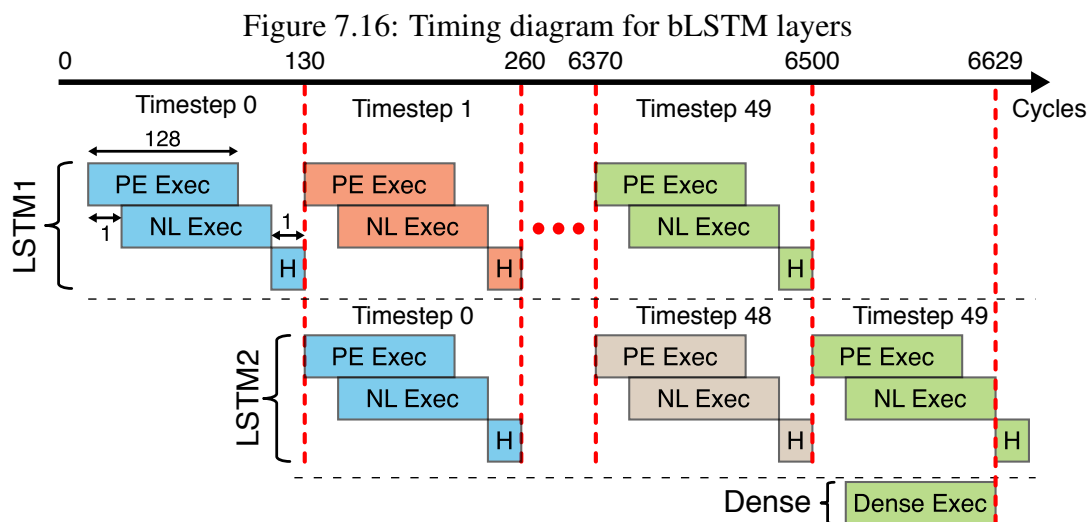 Figure 7.16: Timing diagram for bLSTM layers
0 130 260 6370 6500 6629
Cycles
Timestep 0 Timestep 1 Timestep 49
128
LSTM1
PE Exec PE Exec PE Exec
1 NL Exec 1 NL Exec NL Exec
H H H
Timestep 0 Timestep 48 Timestep 49
LSTM2
PE Exec PE Exec PE Exec
NL Exec NL Exec NL Exec
H H H
Dense Dense Exec